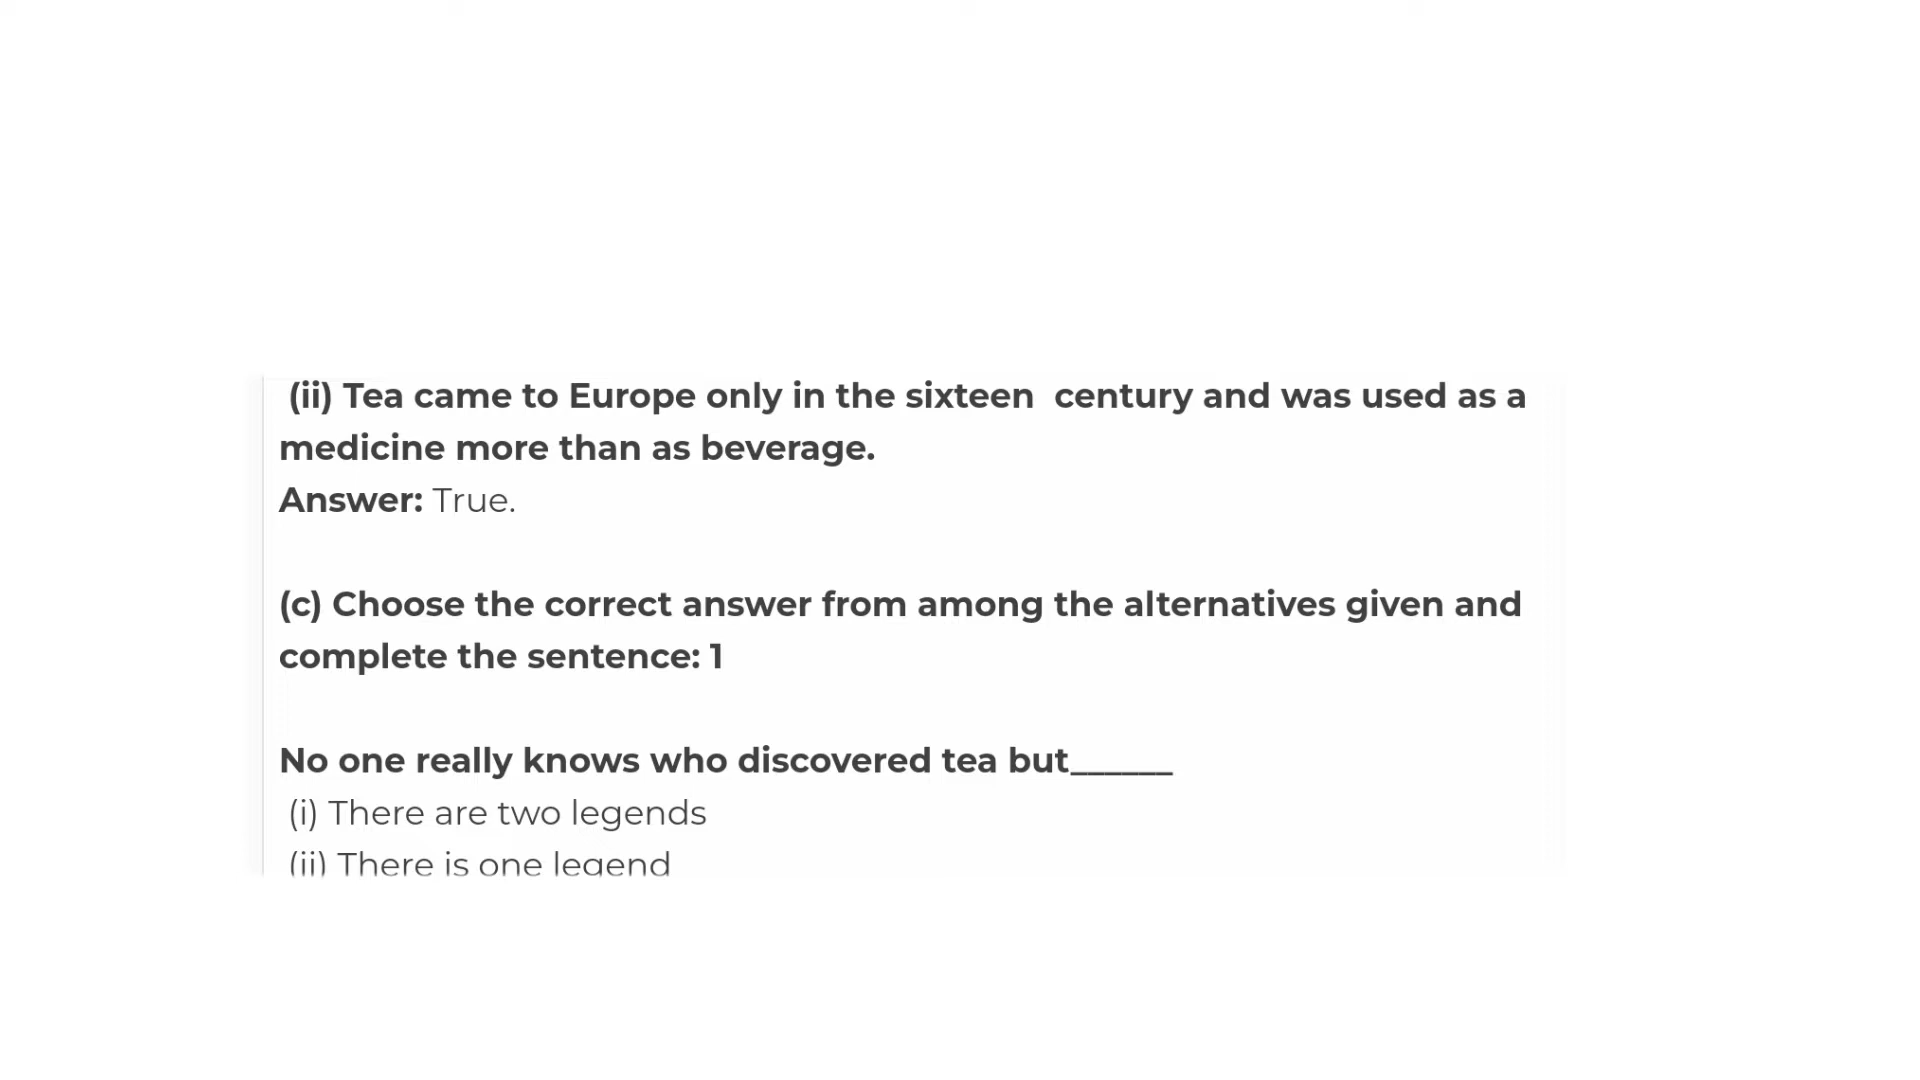 (ii) Tea came to Europe only in the sixteen century and was used as a
medicine more than as beverage.
Answer: True.
(c) Choose the correct answer from among the alternatives given and
complete the sentence: 1
No one really knows who discovered tea but______
(i) There are two legends
(ii) There is one legend